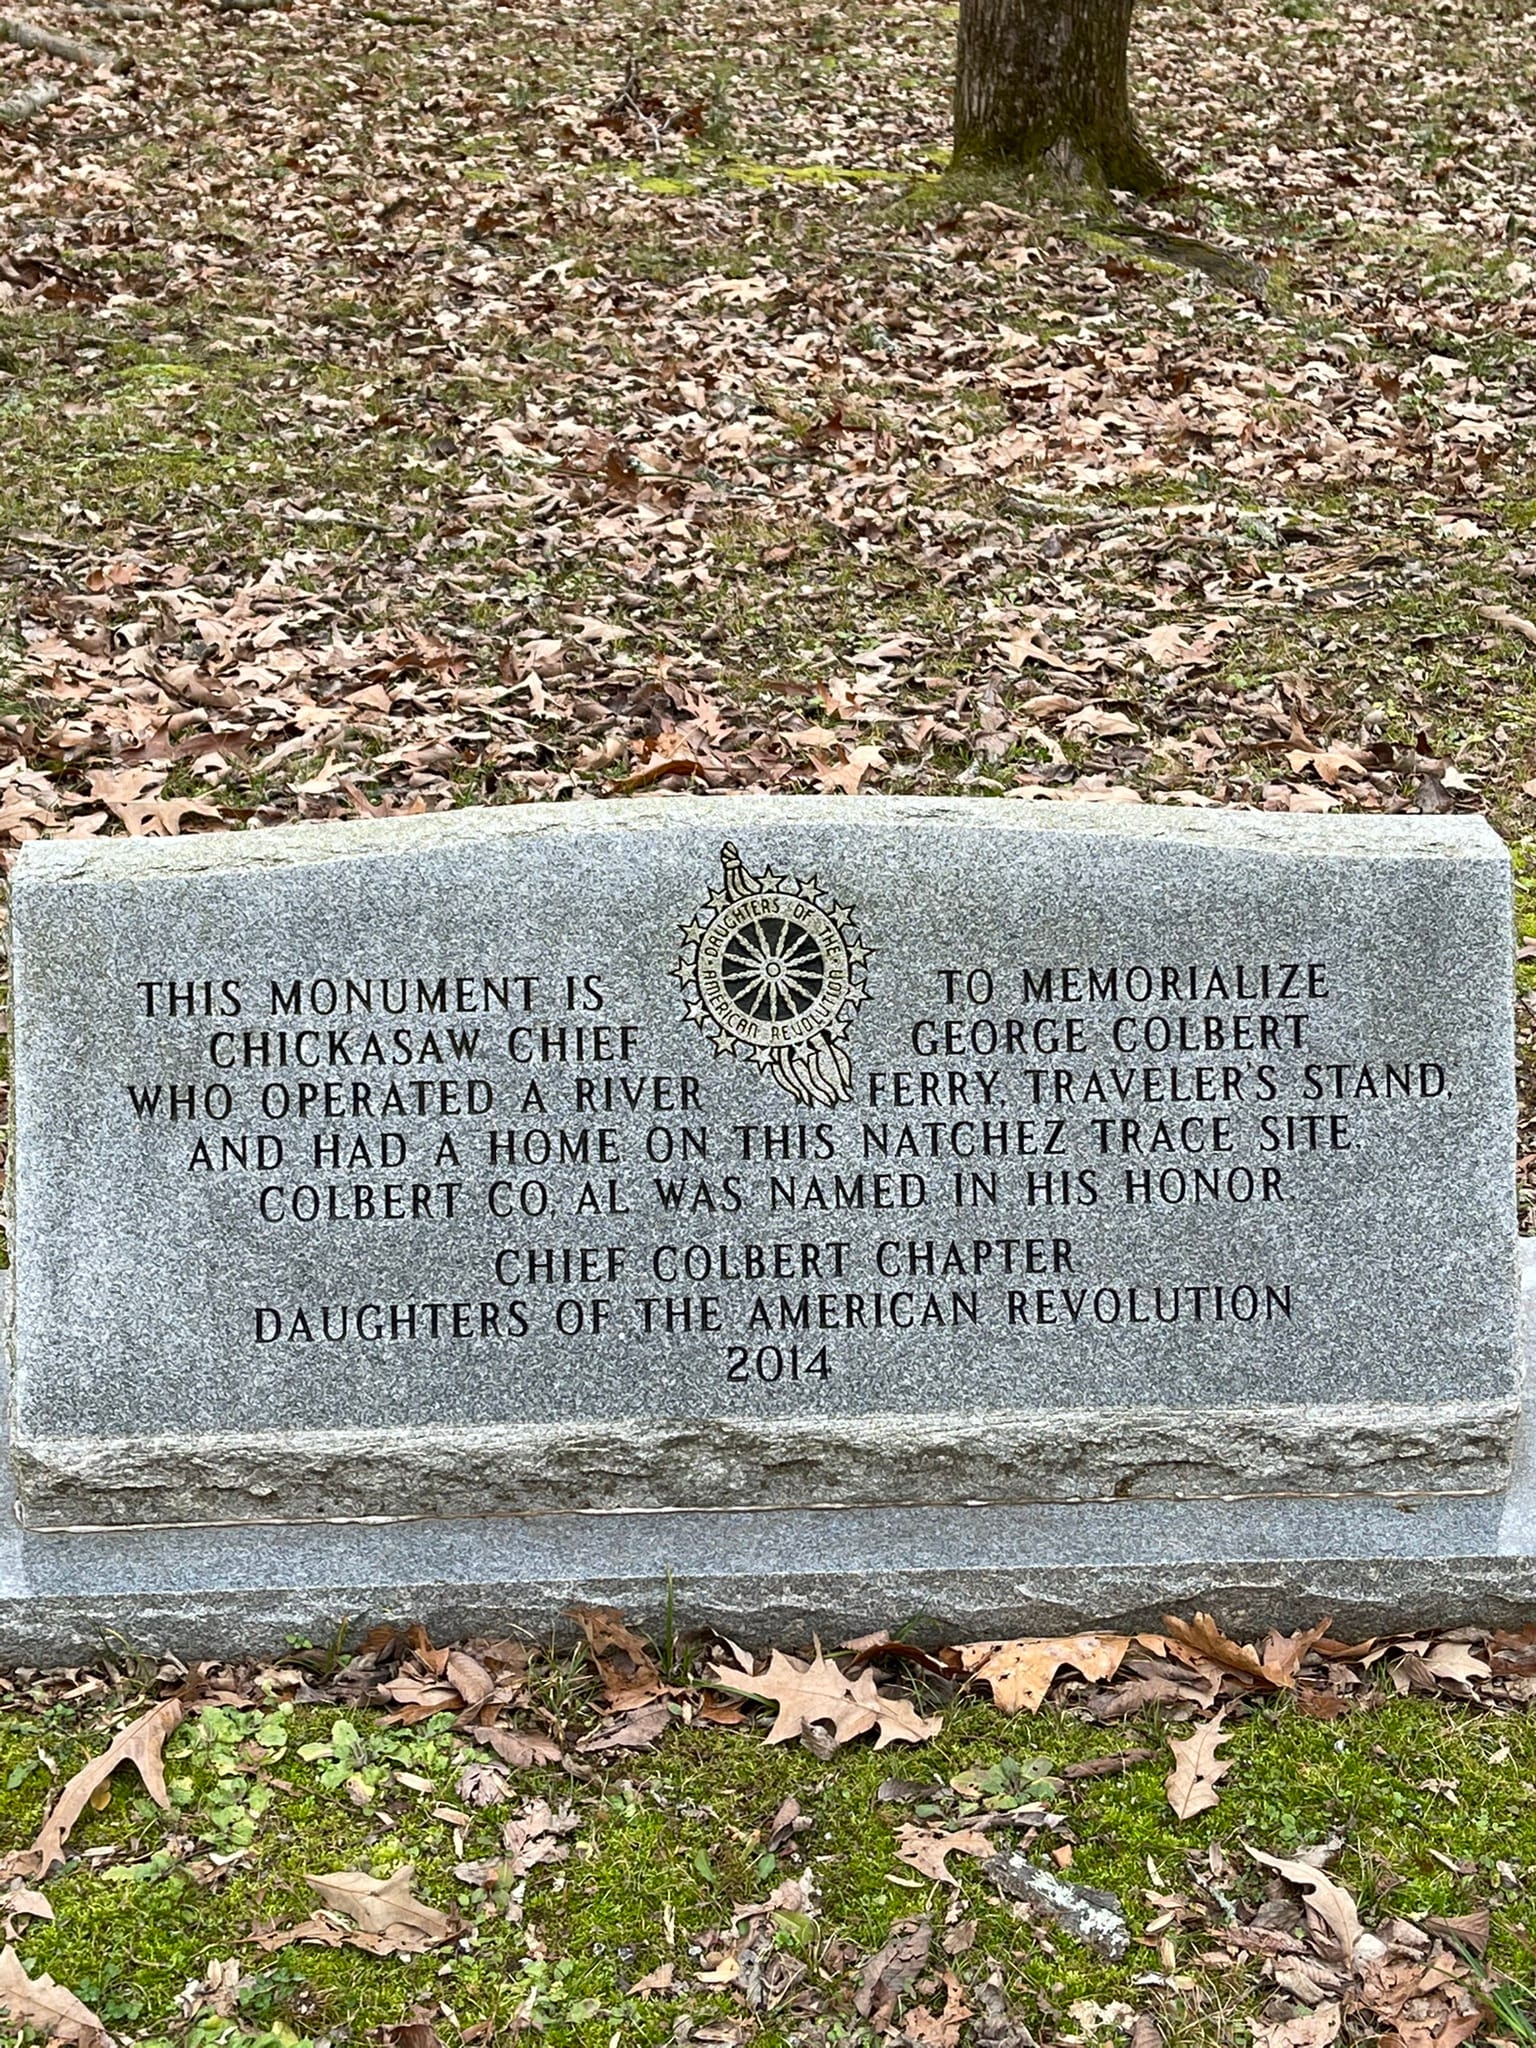 DAUGHTERS OF THE
AMERICAN REVOLUTION
THIS MONUMENT IS TO MEMORIALIZE
CHICKASAW CHIEF GEORGE COLBERT
WHO OPERATED A RIVER FERRY, TRAVELER'S STAND,
AND HAD A HOME ON THIS NATCHEZ TRACE SITE.
COLBERT CO, AL WAS NAMED IN HIS HONOR.
CHIEF COLBERT CHAPTER
DAUGHTERS OF THE AMERICAN REVOLUTION
2014